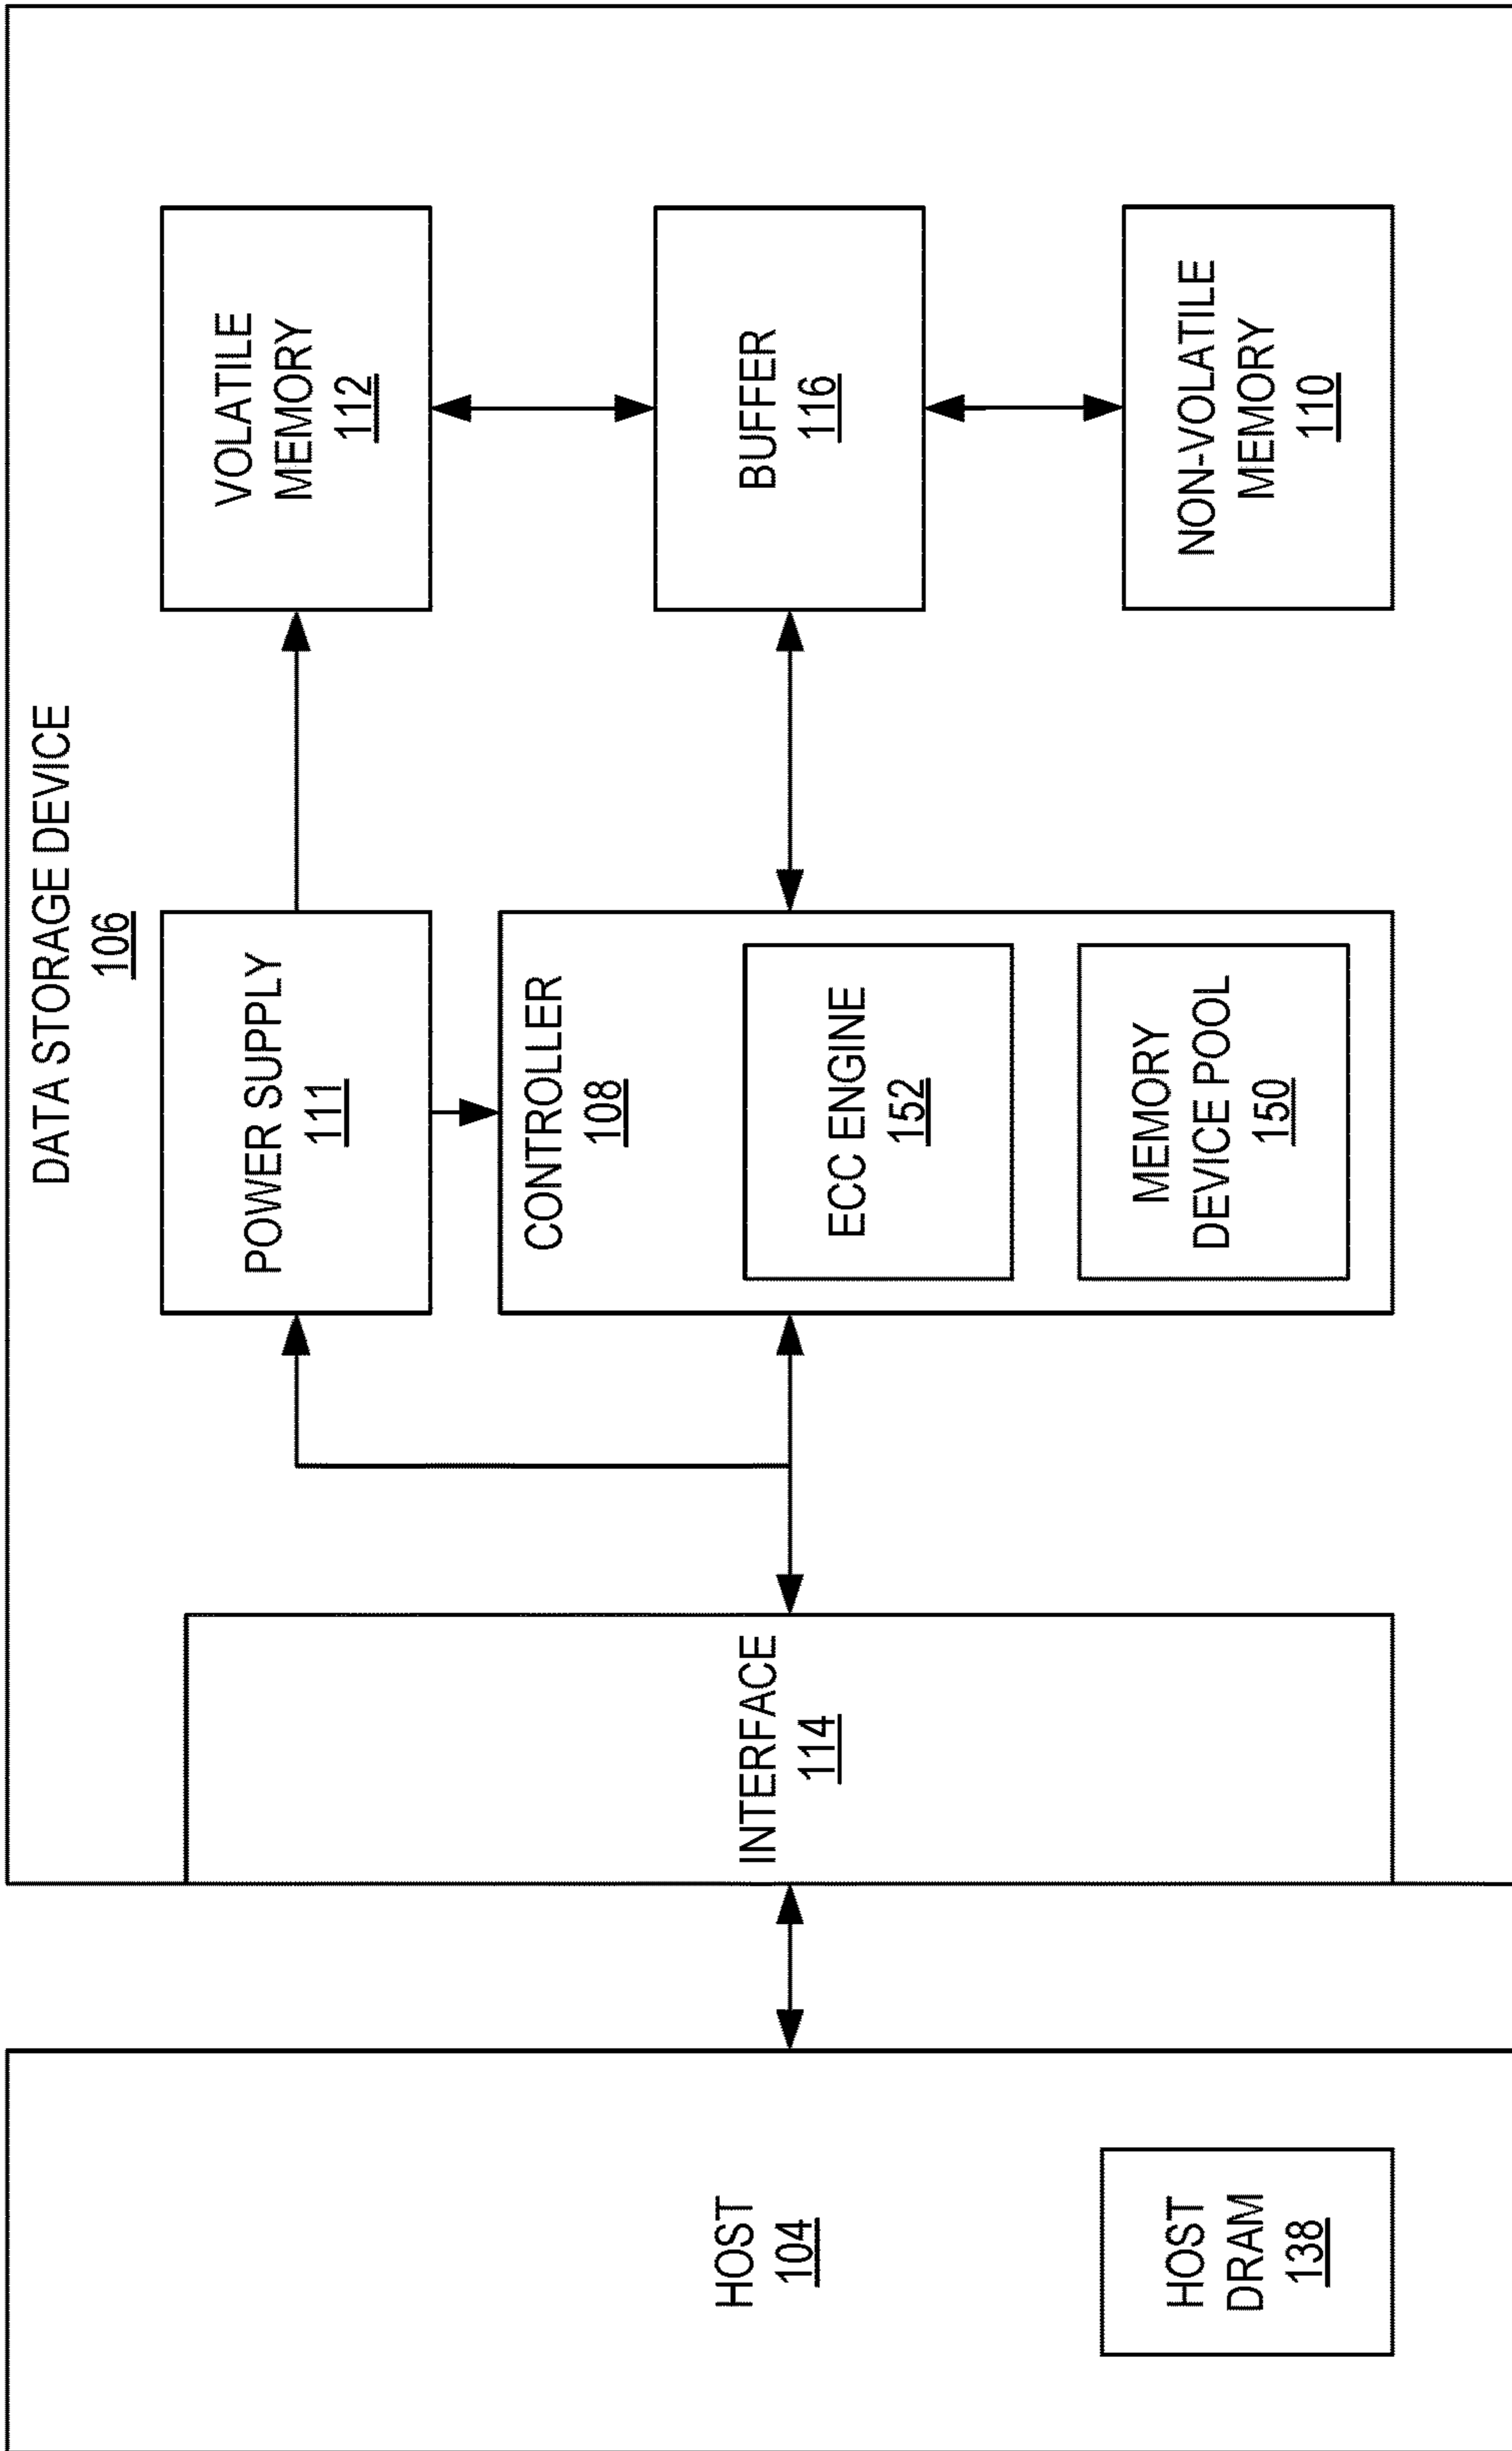 DATA STORAGE DEVICE
106
HOST
104
HOST
DRAM
138
INTERFACE
114
POWER SUPPLY
111
CONTROLLER
108
ECC ENGINE
152
MEMORY
DEVICE POOL
150
VOLATILE
MEMORY
112
BUFFER
116
NON-VOLATILE
MEMORY
110